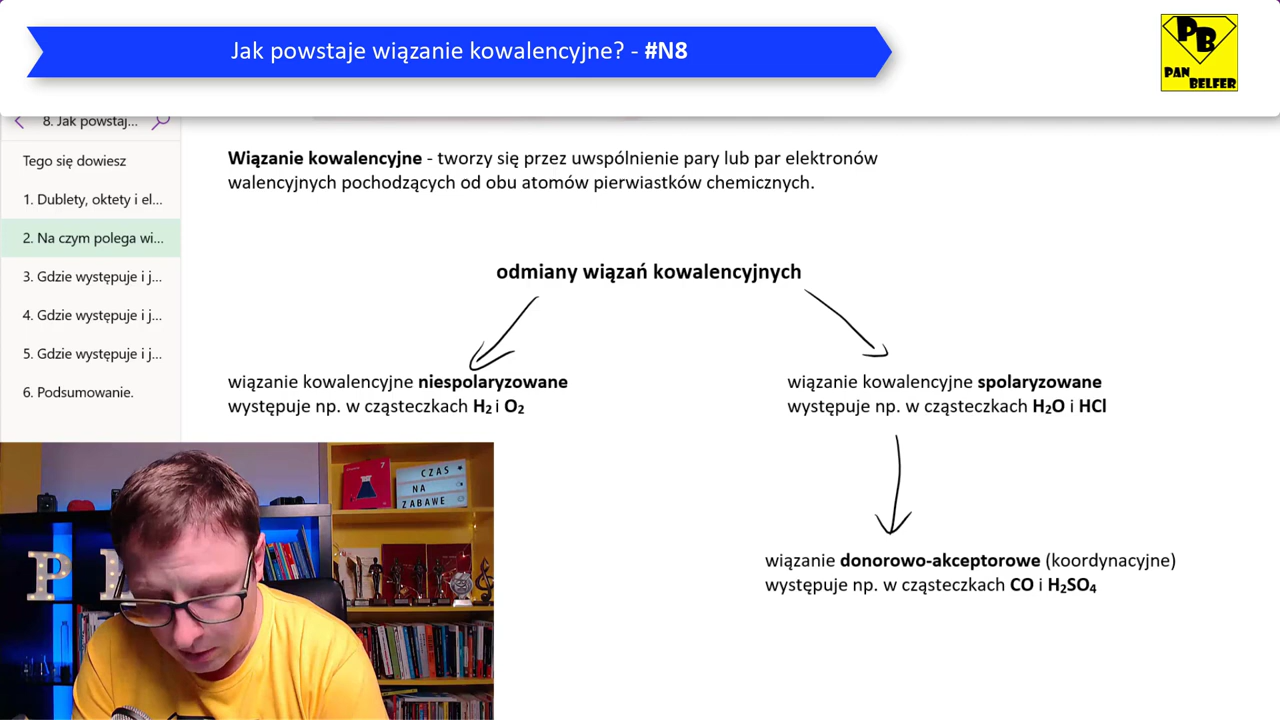 Jak powstaje wiązanie kowalencyjne? - #N8
PB
PAN
BELFER
8. Jak powstaj...
Tego się dowiesz
1. Dublety, oktety i el...
2. Na czym polega wi...
3. Gdzie występuje i j...
4. Gdzie występuje i j...
5. Gdzie występuje i j...
6. Podsumowanie.
Wiązanie kowalencyjne - tworzy się przez uwspólnienie pary lub par elektronów
walencyjnych pochodzących od obu atomów pierwiastków chemicznych.
odmiany wiązań kowalencyjnych
wiązanie kowalencyjne niespolaryzowane
występuje np. w cząsteczkach H₂ i O₂
wiązanie kowalencyjne spolaryzowane
występuje np. w cząsteczkach H₂O i HCl
wiązanie donorowo-akceptorowe (koordynacyjne)
występuje np. w cząsteczkach CO i H₂SO₄
7
CZAS
NA
ZABAWE
P